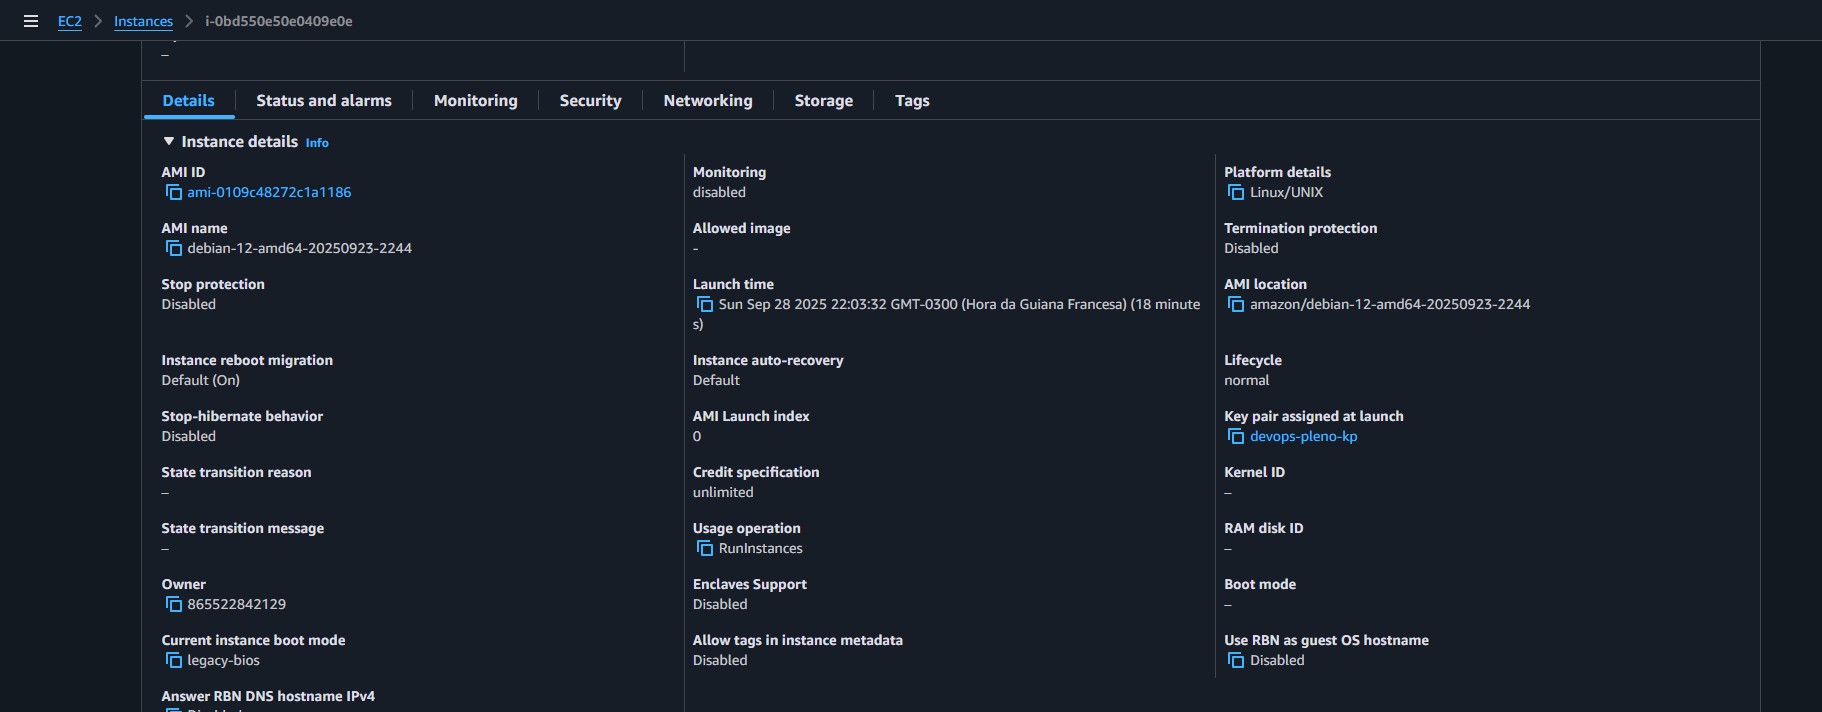 EC2 > Instances > i-0bd550e50e0409e0e
–
Details Status and alarms Monitoring Security Networking Storage Tags
Instance details Info
AMI ID
ami-0109c48272c1a1186
Monitoring
disabled
Platform details
Linux/UNIX
AMI name
debian-12-amd64-20250923-2244
Allowed image
-
Termination protection
Disabled
Stop protection
Disabled
Launch time
Sun Sep 28 2025 22:03:32 GMT-0300 (Hora da Guiana Francesa) (18 minute
s)
AMI location
amazon/debian-12-amd64-20250923-2244
Instance reboot migration
Default (On)
Instance auto-recovery
Default
Lifecycle
normal
Stop-hibernate behavior
Disabled
AMI Launch index
0
Key pair assigned at launch
devops-pleno-kp
State transition reason
–
Credit specification
unlimited
Kernel ID
–
State transition message
–
Usage operation
RunInstances
RAM disk ID
–
Owner
865522842129
Enclaves Support
Disabled
Boot mode
–
Current instance boot mode
legacy-bios
Allow tags in instance metadata
Disabled
Use RBN as guest OS hostname
Disabled
Answer RBN DNS hostname IPv4